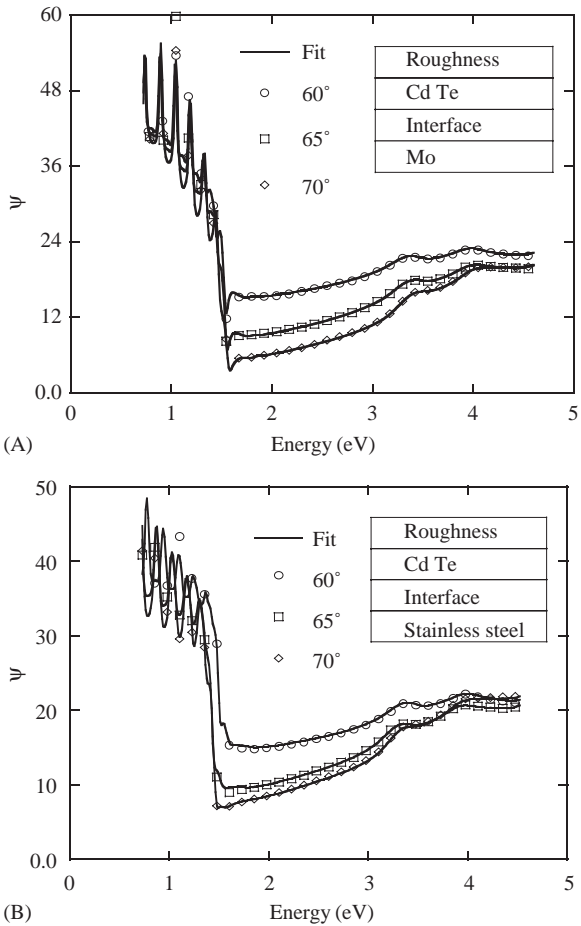 60
48
36
24
12
0.0
ψ
Fit
60°
65°
70°
Roughness
Cd Te
Interface
Mo
0
1
2
3
4
5
(A)
Energy (eV)
50
40
30
20
10
0.0
ψ
Fit
60°
65°
70°
Roughness
Cd Te
Interface
Stainless steel
0
1
2
3
4
5
(B)
Energy (eV)